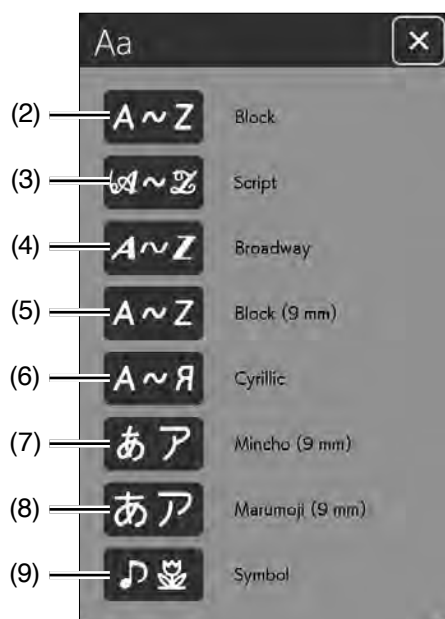 Aa ×
(2) A ~ Z Block
(3) A ~ Z Script
(4) A ~ Z Broadway
(5) A ~ Z Block (9 mm)
(6) A ~ Я Cyrillic
(7) あ ア Mincho (9 mm)
(8) あ ア Marumoji (9 mm)
(9) ♪ Symbol